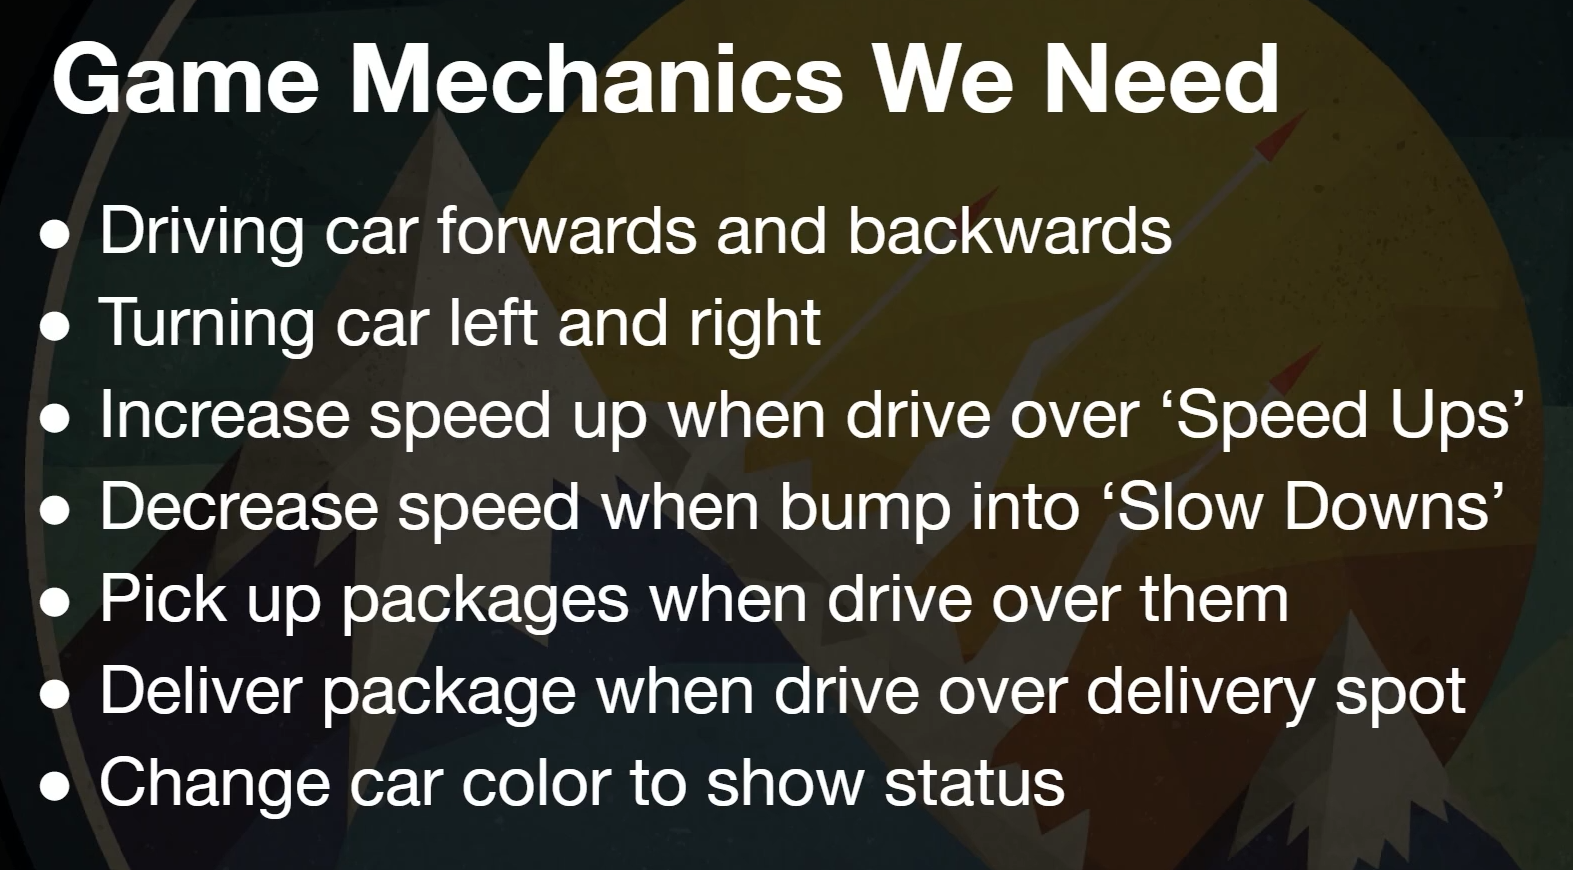 Game Mechanics We Need
● Driving car forwards and backwards
● Turning car left and right
● Increase speed up when drive over ‘Speed Ups’
● Decrease speed when bump into ‘Slow Downs’
● Pick up packages when drive over them
● Deliver package when drive over delivery spot
● Change car color to show status